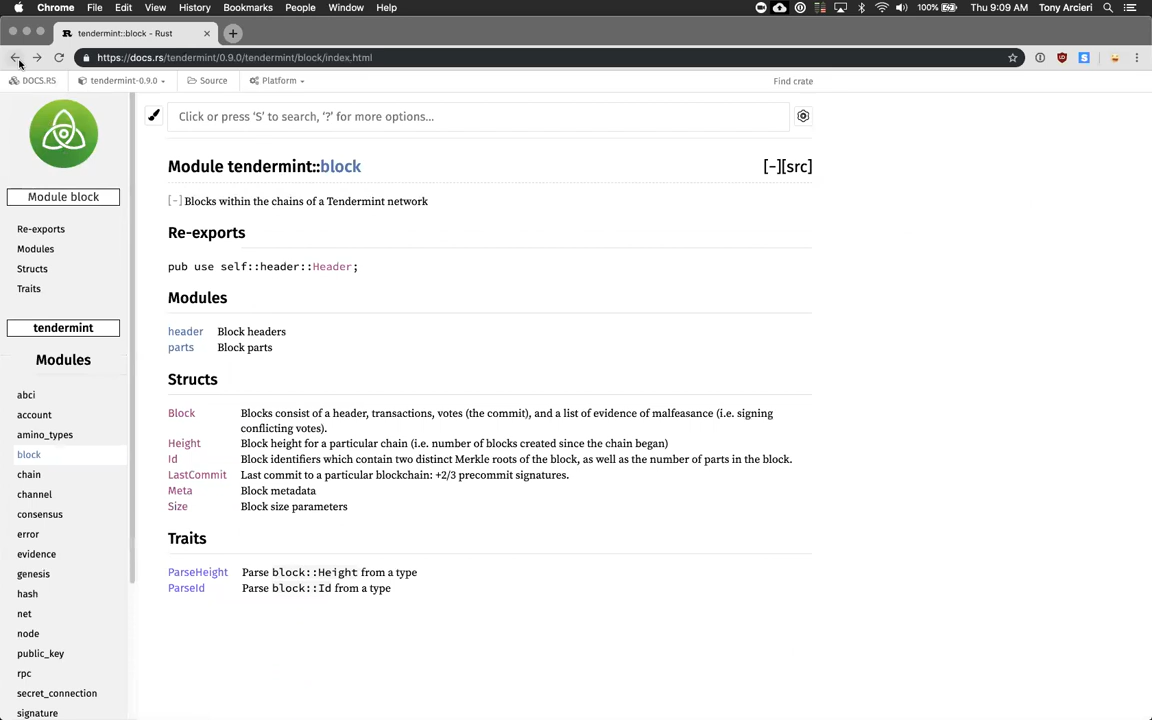 Chrome File Edit View History Bookmarks People Window Help 100% Thu 9:09 AM Tony Arcieri
tendermint::block - Rust
https://docs.rs/tendermint/0.9.0/tendermint/block/index.html
DOCS.RS tendermint-0.9.0 Source Platform Find crate
Click or press ‘S’ to search, ‘?’ for more options...
Module tendermint::block [-][src]
Module block
[-] Blocks within the chains of a Tendermint network
Re-exports
Modules
Structs
Traits
Re-exports
pub use self::header::Header;
Modules
header Block headers
parts Block parts
Structs
Block Blocks consist of a header, transactions, votes (the commit), and a list of evidence of malfeasance (i.e. signing
conflicting votes).
Height Block height for a particular chain (i.e. number of blocks created since the chain began)
Id Block identifiers which contain two distinct Merkle roots of the block, as well as the number of parts in the block.
LastCommit Last commit to a particular blockchain: +2/3 precommit signatures.
Meta Block metadata
Size Block size parameters
Traits
ParseHeight Parse block::Height from a type
ParseId Parse block::Id from a type
tendermint
Modules
abci
account
amino_types
block
chain
channel
consensus
error
evidence
genesis
hash
net
node
public_key
rpc
secret_connection
signature